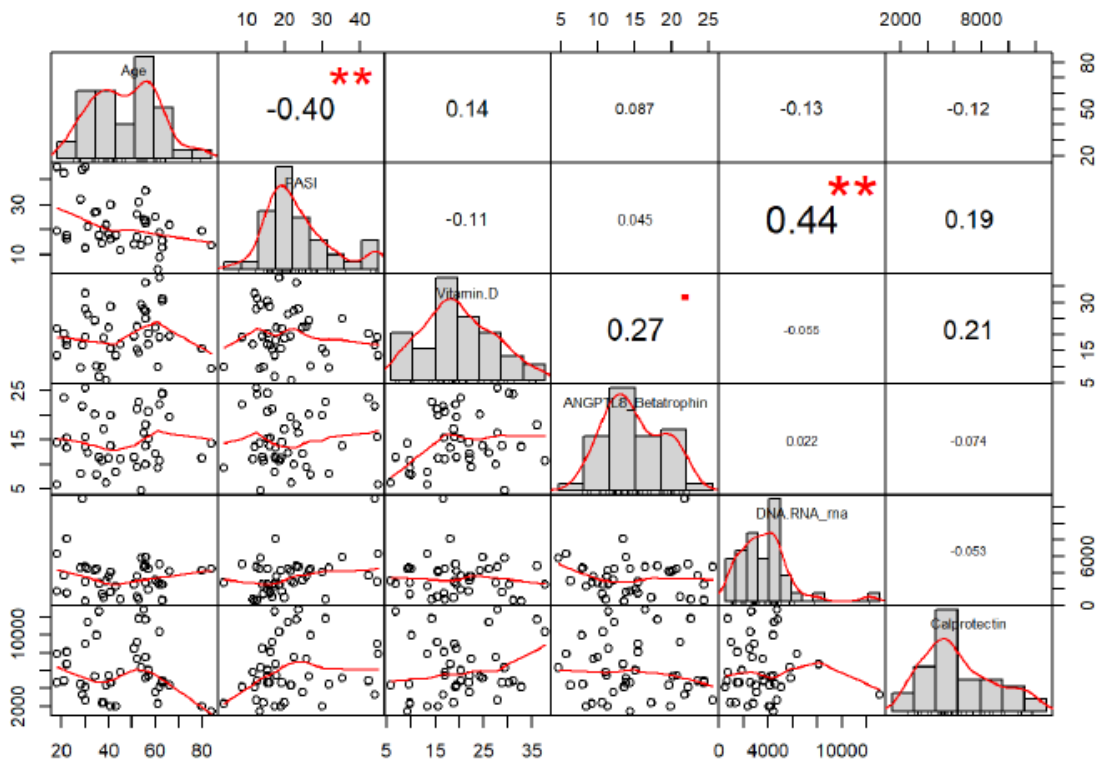 10 20 30 40 5 10 15 20 25 2000 8000
Age ** -0.40 0.14 0.087 -0.13 -0.12 20 50 80
10 30 PASI -0.11 0.045 ** 0.44 0.19
Vitamin.D 0.27 -0.055 0.21 5 15 30
5 15 25 ANGPTL8_Betatrophin 0.022 -0.074
DNA.RNA_rna -0.053 0 6000
2000 10000 Calprotectin
20 40 60 80 5 15 25 35 0 4000 10000